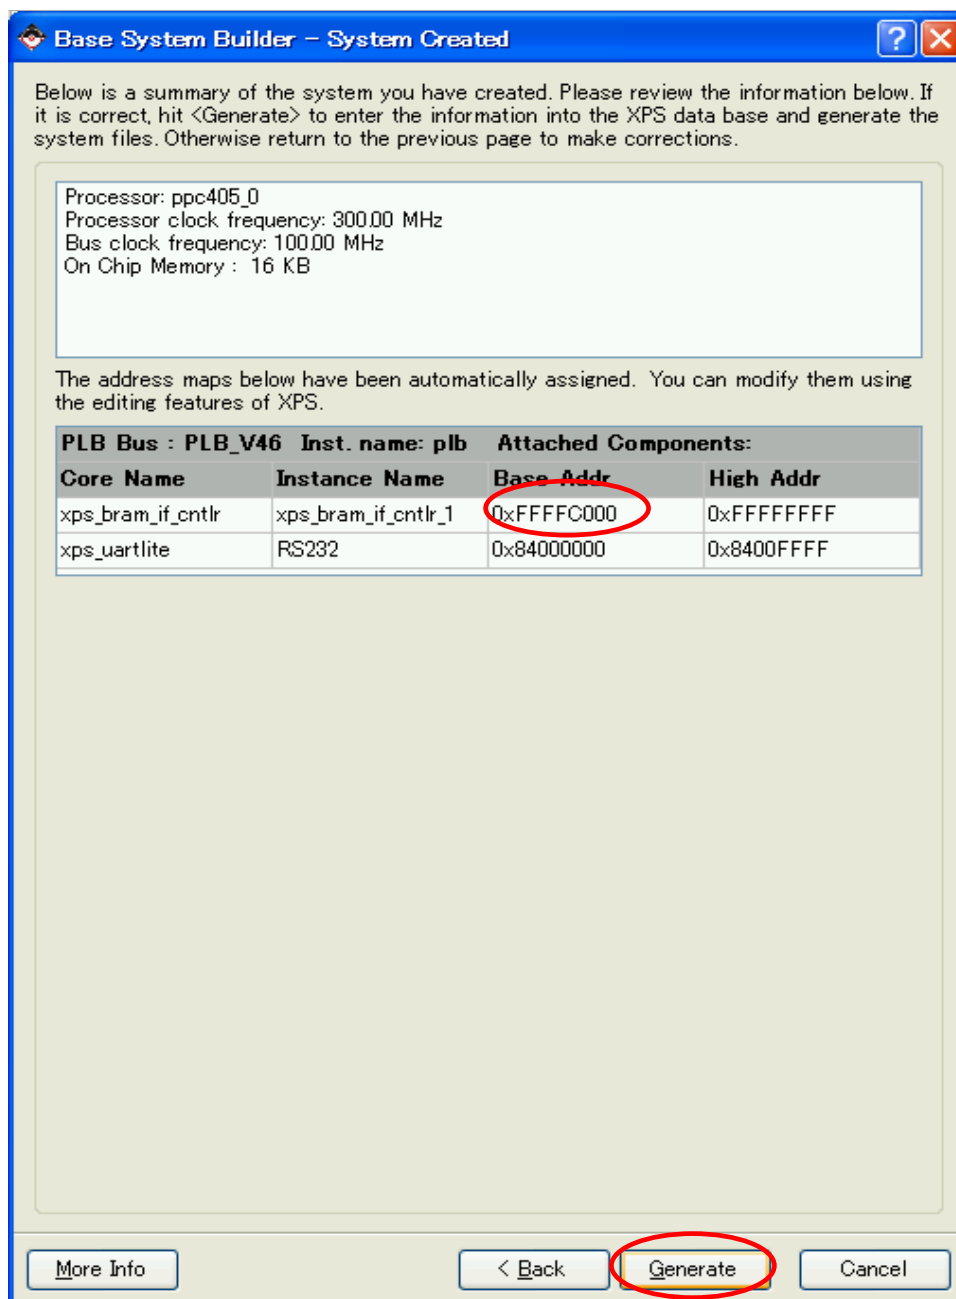 Base System Builder - System Created
Below is a summary of the system you have created. Please review the information below. If
it is correct, hit <Generate> to enter the information into the XPS data base and generate the
system files. Otherwise return to the previous page to make corrections.
Processor: ppc405_0
Processor clock frequency: 300.00 MHz
Bus clock frequency: 100.00 MHz
On Chip Memory : 16 KB
The address maps below have been automatically assigned. You can modify them using
the editing features of XPS.
PLB Bus : PLB_V46 Inst. name: plb Attached Components:
Core Name Instance Name Base Addr High Addr
xps_bram_if_cntlr xps_bram_if_cntlr_1 0xFFFFC000 0xFFFFFFFF
xps_uartlite RS232 0x84000000 0x8400FFFF
More Info < Back Generate Cancel